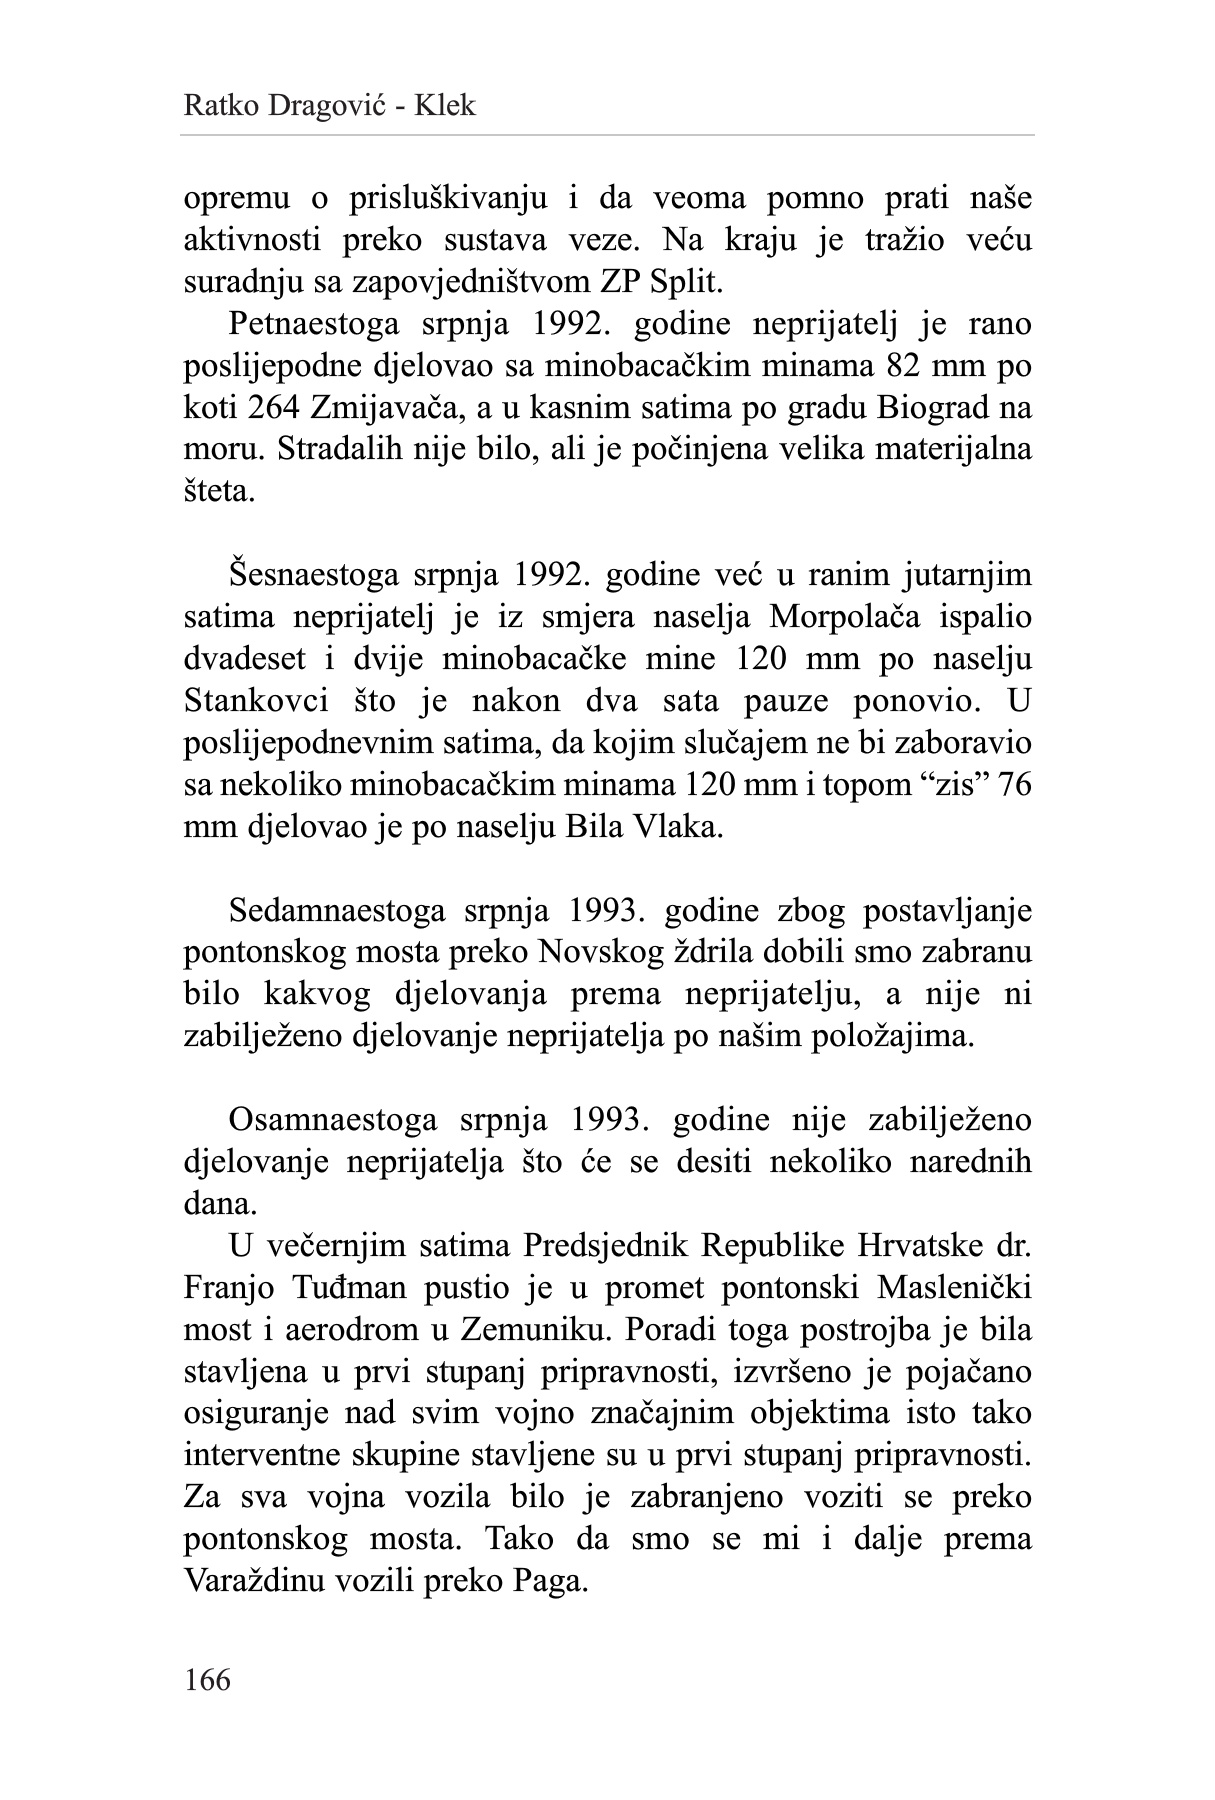 Ratko Dragović - Klek
opremu o prisluškivanju i da veoma pomno prati naše
aktivnosti preko sustava veze. Na kraju je tražio veću
suradnju sa zapovjedništvom ZP Split.
Petnaestoga srpnja 1992. godine neprijatelj je rano
poslijepodne djelovao sa minobacačkim minama 82 mm po
koti 264 Zmijavača, a u kasnim satima po gradu Biograd na
moru. Stradalih nije bilo, ali je počinjena velika materijalna
šteta.
Šesnaestoga srpnja 1992. godine već u ranim jutarnjim
satima neprijatelj je iz smjera naselja Morpolača ispalio
dvadeset i dvije minobacačke mine 120 mm po naselju
Stankovci što je nakon dva sata pauze ponovio. U
poslijepodnevnim satima, da kojim slučajem ne bi zaboravio
sa nekoliko minobacačkim minama 120 mm i topom “zis” 76
mm djelovao je po naselju Bila Vlaka.
Sedamnaestoga srpnja 1993. godine zbog postavljanje
pontonskog mosta preko Novskog ždrila dobili smo zabranu
bilo kakvog djelovanja prema neprijatelju, a nije ni
zabilježeno djelovanje neprijatelja po našim položajima.
Osamnaestoga srpnja 1993. godine nije zabilježeno
djelovanje neprijatelja što će se desiti nekoliko narednih
dana.
U večernjim satima Predsjednik Republike Hrvatske dr.
Franjo Tuđman pustio je u promet pontonski Maslenički
most i aerodrom u Zemuniku. Poradi toga postrojba je bila
stavljena u prvi stupanj pripravnosti, izvršeno je pojačano
osiguranje nad svim vojno značajnim objektima isto tako
interventne skupine stavljene su u prvi stupanj pripravnosti.
Za sva vojna vozila bilo je zabranjeno voziti se preko
pontonskog mosta. Tako da smo se mi i dalje prema
Varaždinu vozili preko Paga.
166